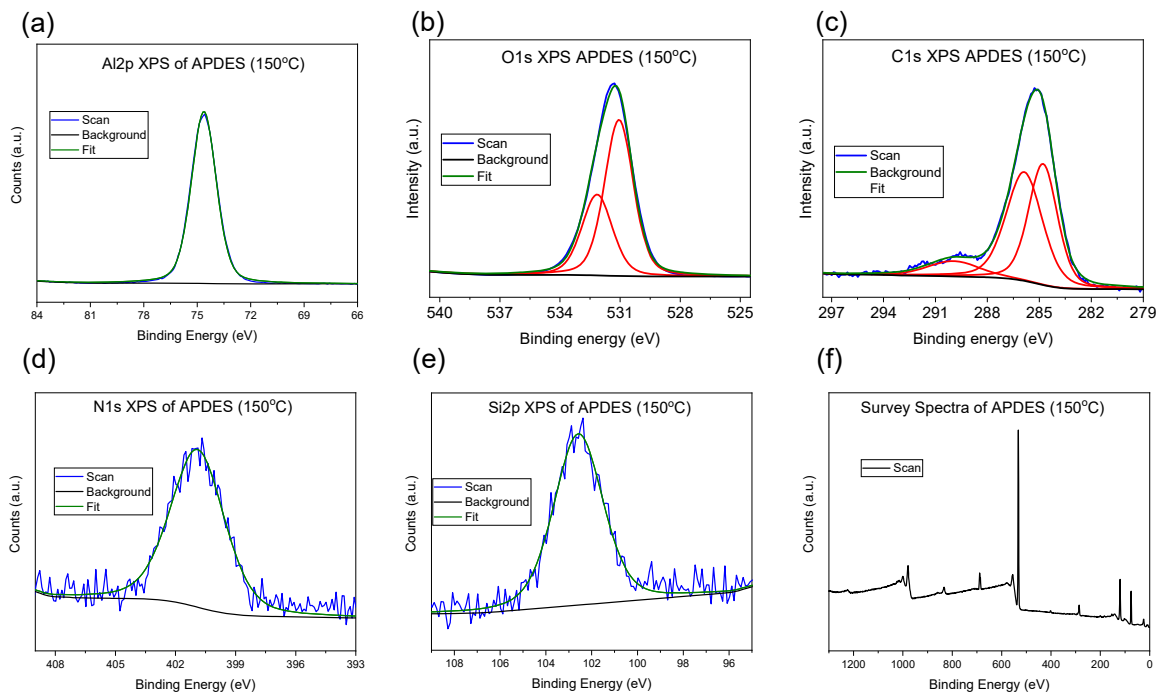 (a)
Al2p XPS of APDES (150°C)
Scan
Background
Fit
Counts (a.u.)
84 81 78 75 72 69 66
Binding Energy (eV)
(b)
O1s XPS APDES (150°C)
Scan
Background
Fit
Intensity (a.u.)
540 537 534 531 528 525
Binding energy (eV)
(c)
C1s XPS APDES (150°C)
Scan
Background
Fit
Intensity (a.u.)
297 294 291 288 285 282 279
Binding energy (eV)
(d)
N1s XPS of APDES (150°C)
Scan
Background
Fit
Counts (a.u.)
408 405 402 399 396 393
Binding Energy (eV)
(e)
Si2p XPS of APDES (150°C)
Scan
Background
Fit
Counts (a.u.)
108 106 104 102 100 98 96
Binding Energy (eV)
(f)
Survey Spectra of APDES (150°C)
Scan
Counts (a.u.)
1200 1000 800 600 400 200 0
Binding Energy (eV)